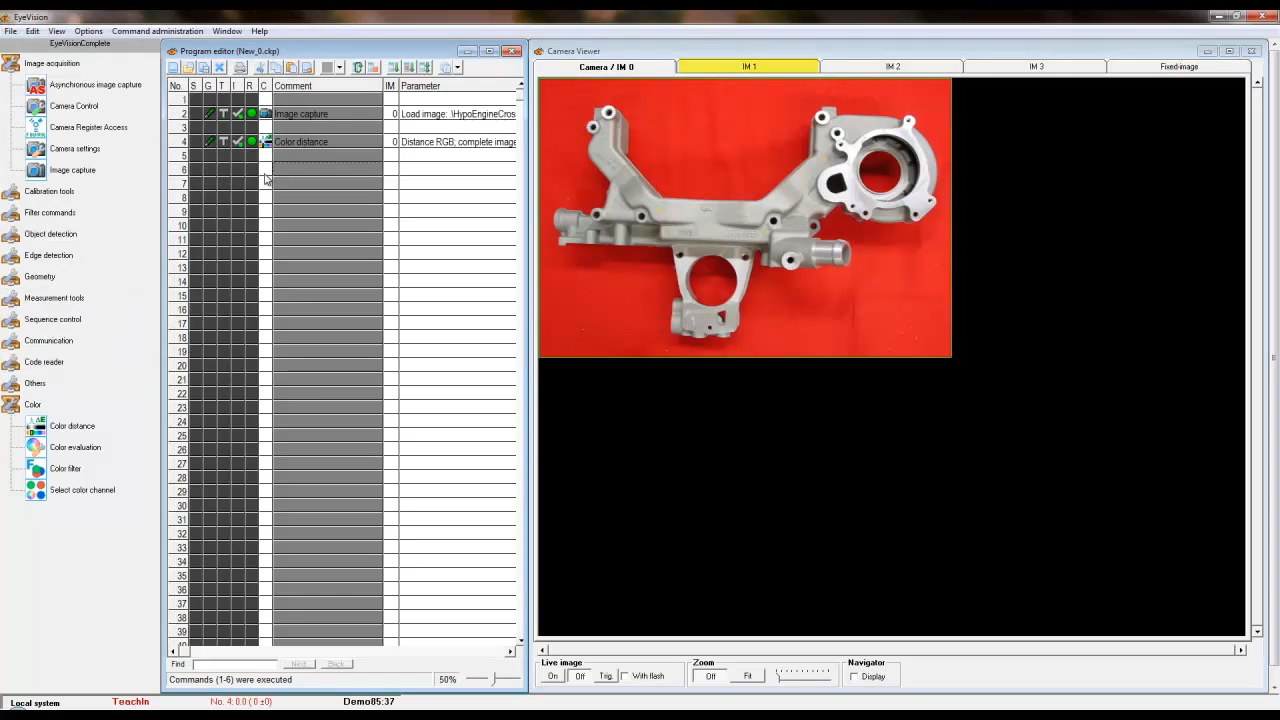 EyeVision
File Edit View Options Command administration Window Help
EyeVisionComplete
Image acquisition
AS
Asynchronous image capture
Camera Control
Camera Register Access
Camera settings
Image capture
Calibration tools
Filter commands
Object detection
Edge detection
Geometry
Measurement tools
Sequence control
Communication
Code reader
Others
Color
Color distance
Color evaluation
Color filter
Select color channel
Program editor (New_0.ckp)
No. S G T I R C Comment IM Parameter
1
2 T Image capture 0 Load image: \HypoEngineCros
3
4 T Color distance 0 Distance RGB; complete image
5
6
7
8
9
10
11
12
13
14
15
16
17
18
19
20
21
22
23
24
25
26
27
28
29
30
31
32
33
34
35
36
37
38
39
Find Next Back
Commands (1-6) were executed 50%
Camera Viewer
Camera / IM 0 IM 1 IM 2 IM 3 Fixed-image
Live image Zoom Navigator
On Off Trig. With flash Off Fit Display
Local system TeachIn No. 4: 0.0 ( 0 ±0) Demo85:37